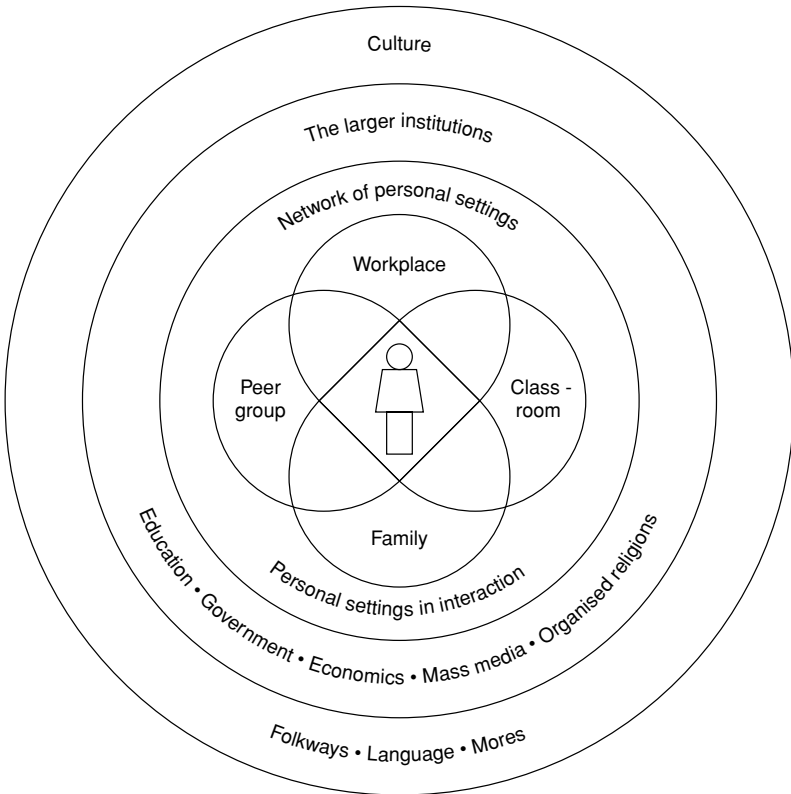 Culture
The larger institutions
Network of personal settings
Workplace
Peer
group
Class -
room
Family
Personal settings in interaction
Education • Government • Economics • Mass media • Organised religions
Folkways • Language • Mores